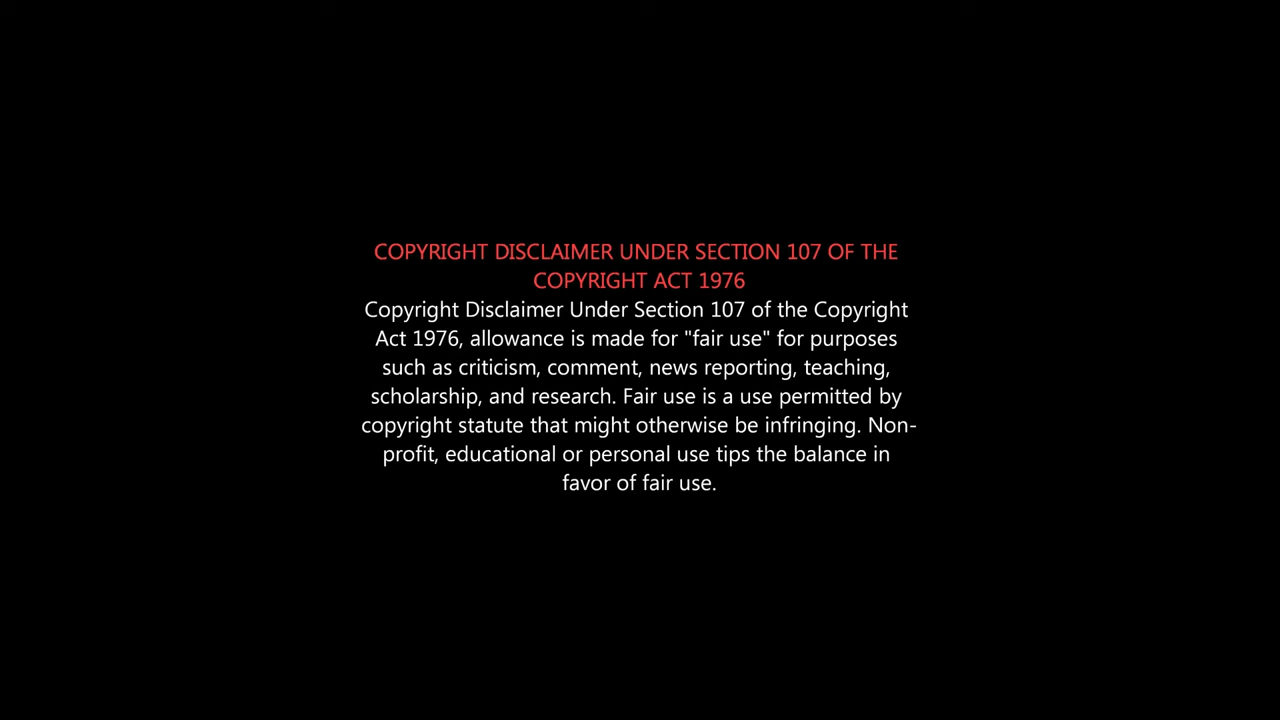 COPYRIGHT DISCLAIMER UNDER SECTION 107 OF THE
COPYRIGHT ACT 1976
Copyright Disclaimer Under Section 107 of the Copyright
Act 1976, allowance is made for "fair use" for purposes
such as criticism, comment, news reporting, teaching,
scholarship, and research. Fair use is a use permitted by
copyright statute that might otherwise be infringing. Non-
profit, educational or personal use tips the balance in
favor of fair use.